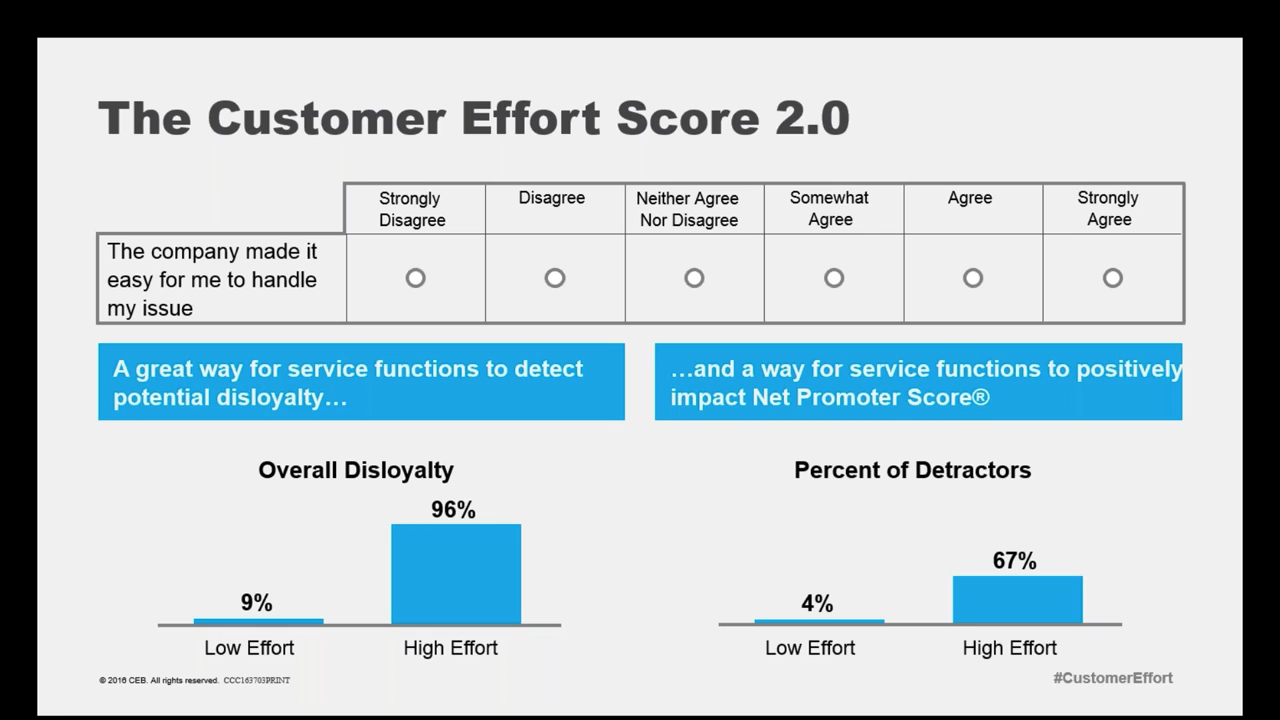 The Customer Effort Score 2.0
Strongly Disagree
Disagree
Neither Agree Nor Disagree
Somewhat Agree
Agree
Strongly Agree
The company made it
easy for me to handle
my issue
A great way for service functions to detect
potential disloyalty…
…and a way for service functions to positively
impact Net Promoter Score®
Overall Disloyalty
96%
9%
Low Effort
High Effort
Percent of Detractors
67%
4%
Low Effort
High Effort
© 2016 CEB. All rights reserved. CCC163703PRINT
#CustomerEffort